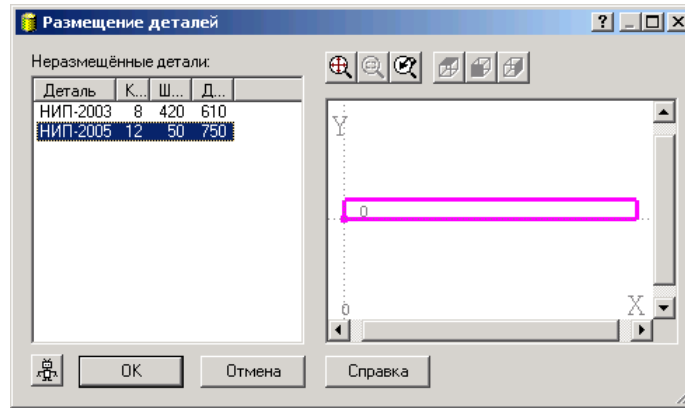 Размещение деталей
Неразмещённые детали:
Деталь К... Ш... Д...
НИП-2003 8 420 610
НИП-2005 12 50 750
Y
0
0
X
OK Отмена Справка